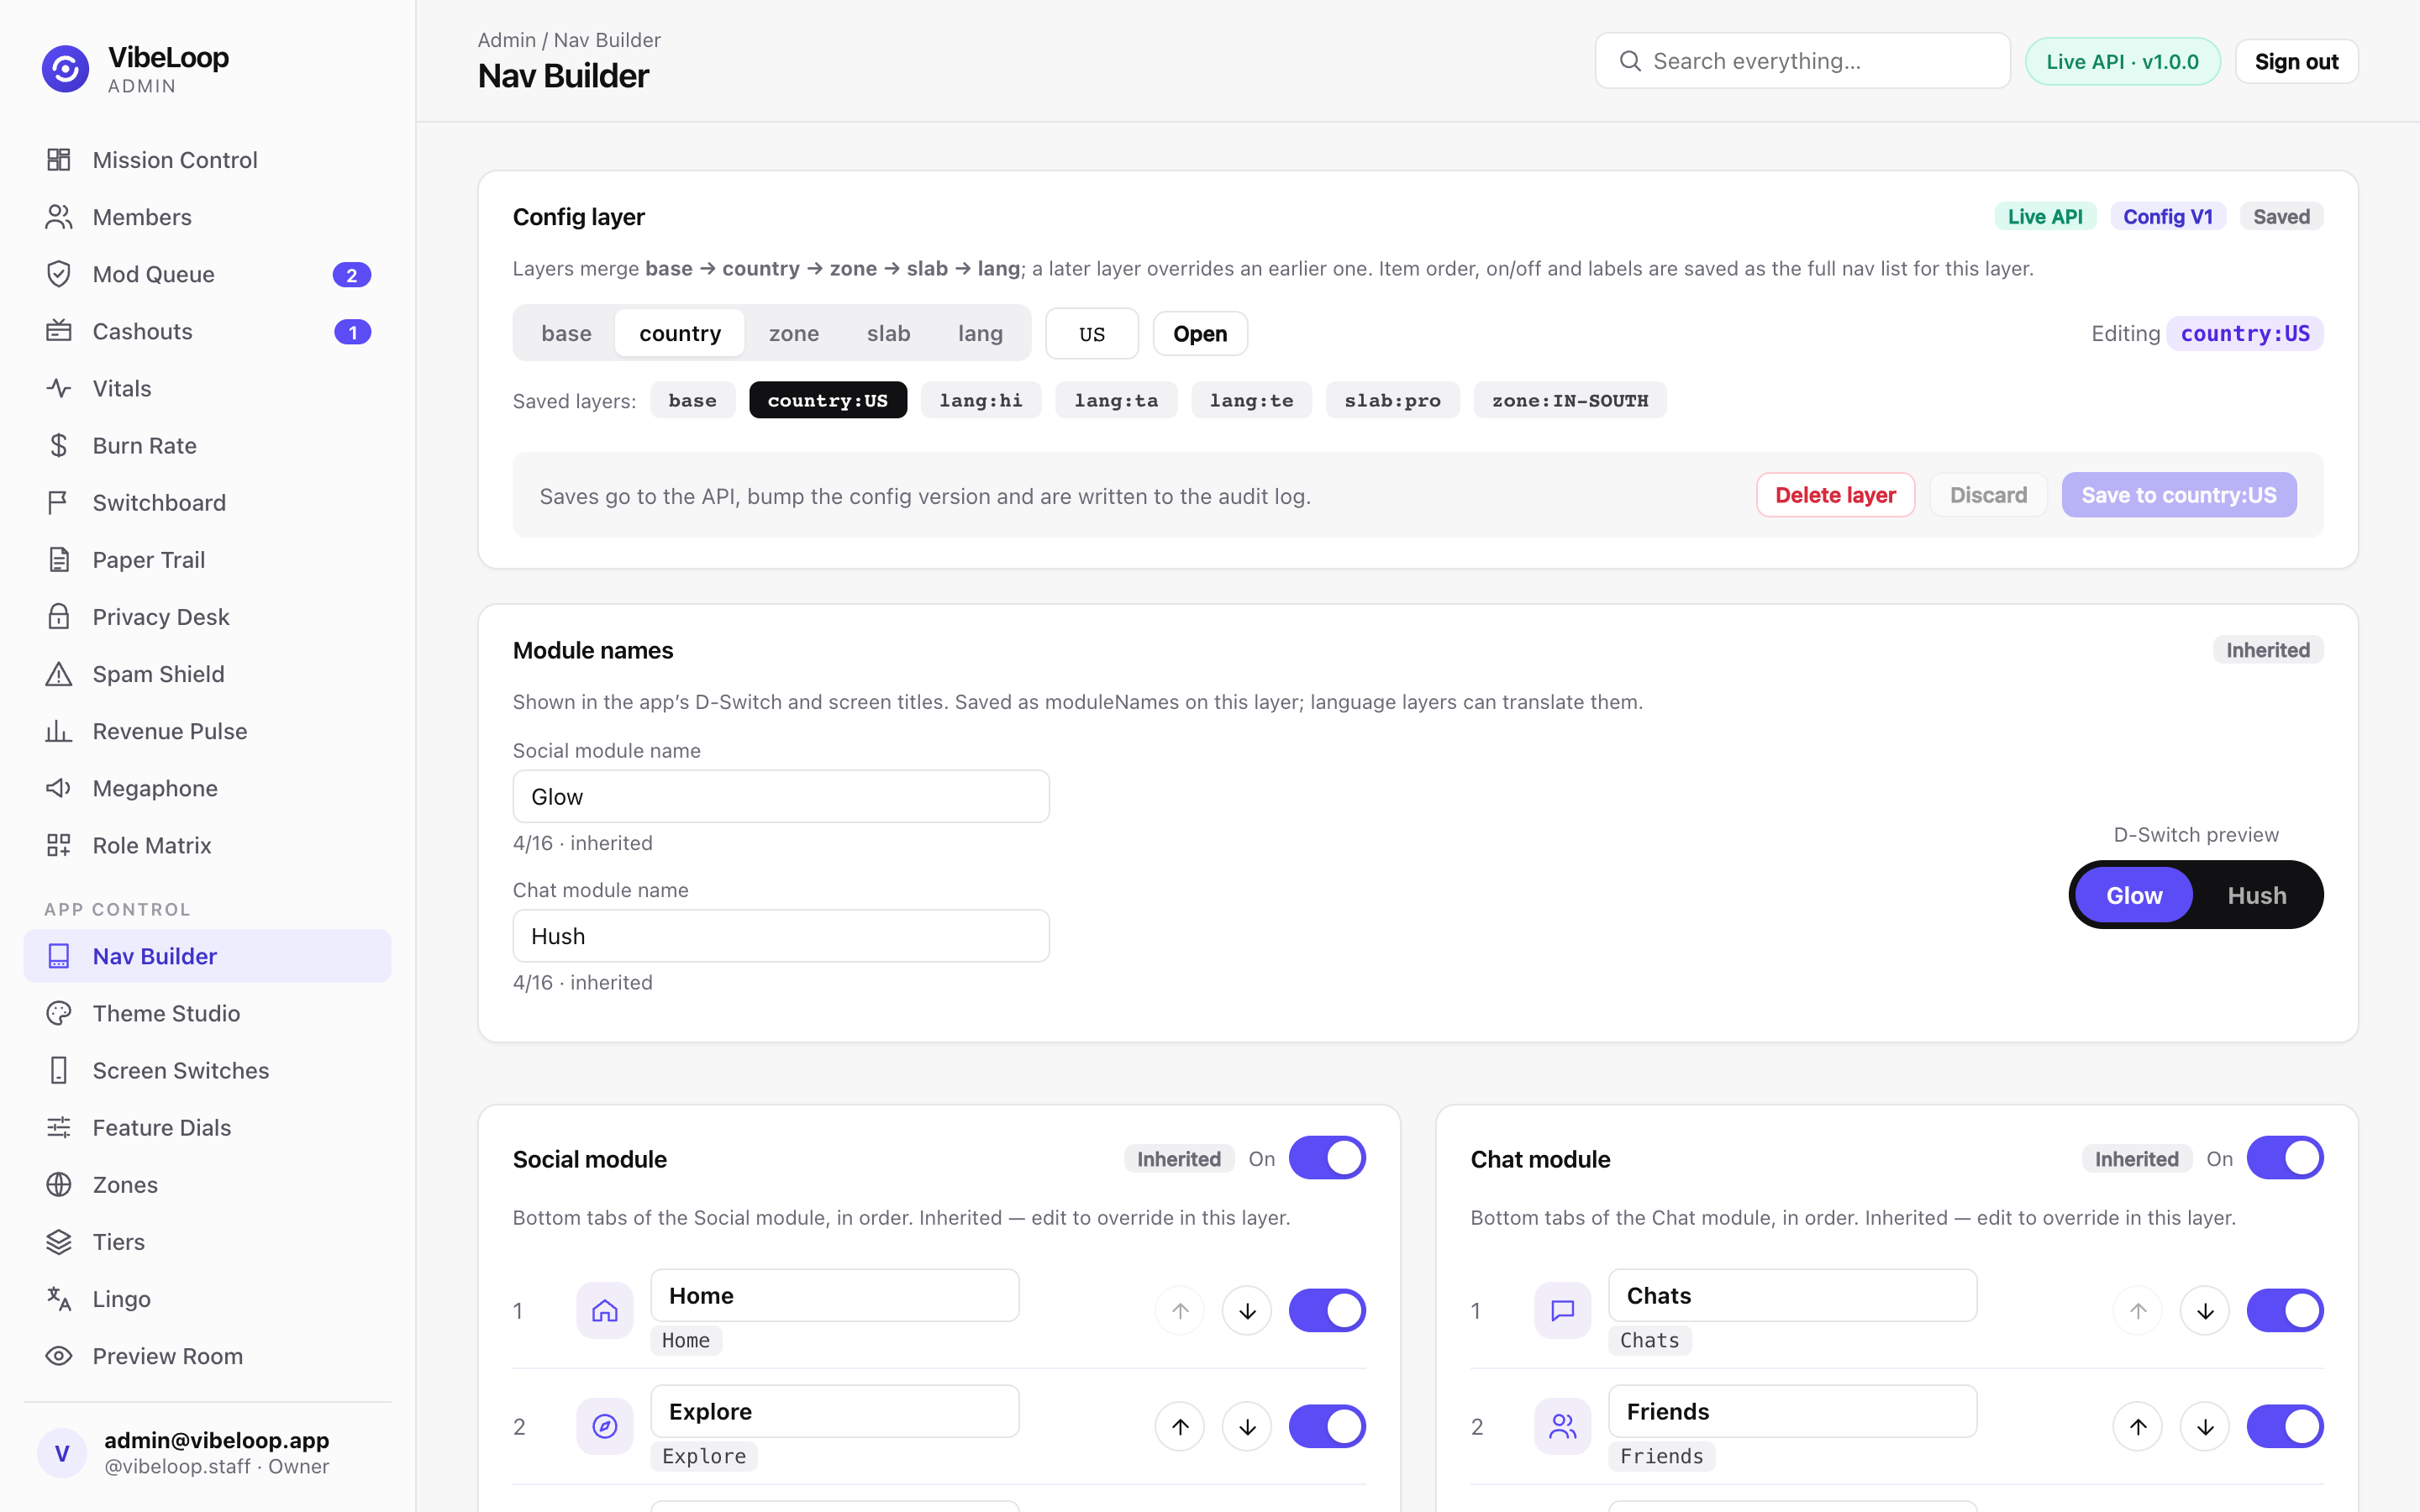 VibeLoop
ADMIN
Mission Control
Members
Mod Queue 2
Cashouts 1
Vitals
Burn Rate
Switchboard
Paper Trail
Privacy Desk
Spam Shield
Revenue Pulse
Megaphone
Role Matrix
APP CONTROL
Nav Builder
Theme Studio
Screen Switches
Feature Dials
Zones
Tiers
Lingo
Preview Room
V
admin@vibeloop.app
@vibeloop.staff · Owner
Admin / Nav Builder
Nav Builder
Search everything...
Live API · v1.0.0
Sign out
Config layer
Live API Config V1 Saved
Layers merge base → country → zone → slab → lang; a later layer overrides an earlier one. Item order, on/off and labels are saved as the full nav list for this layer.
base country zone slab lang US Open
Editing country:US
Saved layers: base country:US lang:hi lang:ta lang:te slab:pro zone:IN-SOUTH
Saves go to the API, bump the config version and are written to the audit log.
Delete layer Discard Save to country:US
Module names
Inherited
Shown in the app’s D-Switch and screen titles. Saved as moduleNames on this layer; language layers can translate them.
Social module name
Glow
4/16 · inherited
Chat module name
Hush
4/16 · inherited
D-Switch preview
Glow Hush
Social module
Inherited On
Bottom tabs of the Social module, in order. Inherited — edit to override in this layer.
1 Home
Home
2 Explore
Explore
Chat module
Inherited On
Bottom tabs of the Chat module, in order. Inherited — edit to override in this layer.
1 Chats
Chats
2 Friends
Friends